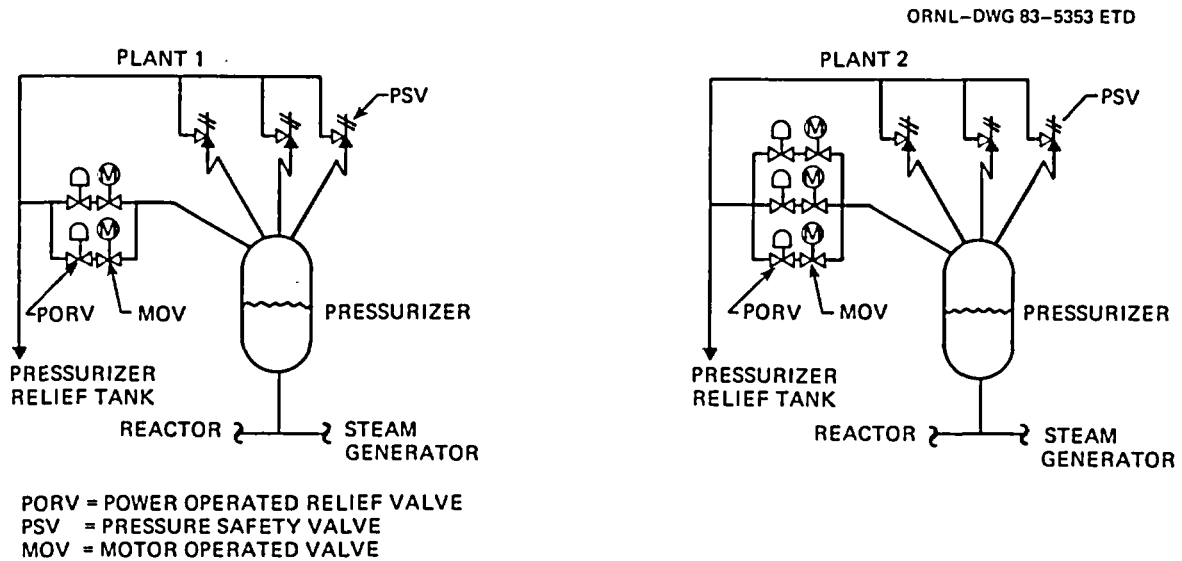 ORNL-DWG 83-5353 ETD
PLANT 1
PSV
M
M
PORV
MOV
PRESSURIZER
PRESSURIZER
RELIEF TANK
REACTOR
STEAM
GENERATOR
PLANT 2
PSV
M
M
M
PORV
MOV
PRESSURIZER
PRESSURIZER
RELIEF TANK
REACTOR
STEAM
GENERATOR
PORV = POWER OPERATED RELIEF VALVE
PSV = PRESSURE SAFETY VALVE
MOV = MOTOR OPERATED VALVE